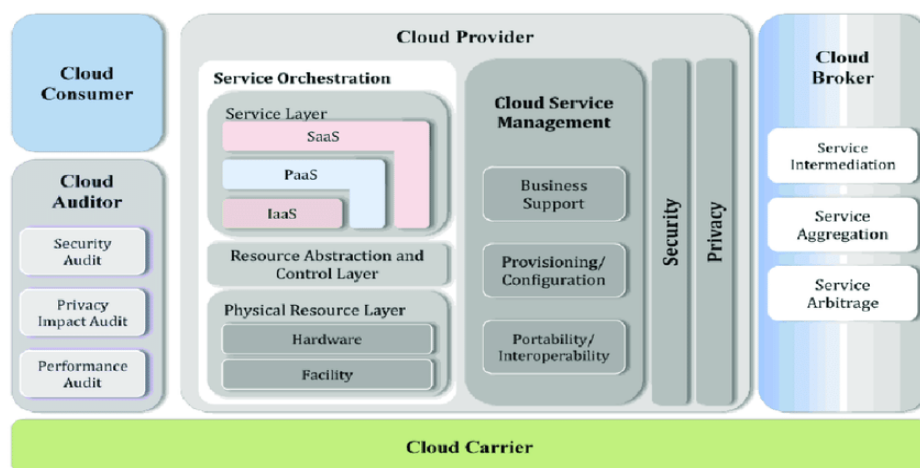 Cloud
Consumer
Cloud
Auditor
Security
Audit
Privacy
Impact Audit
Performance
Audit
Cloud Provider
Service Orchestration
Service Layer
SaaS
PaaS
IaaS
Resource Abstraction and
Control Layer
Physical Resource Layer
Hardware
Facility
Cloud Service
Management
Business
Support
Provisioning/
Configuration
Portability/
Interoperability
Security
Privacy
Cloud
Broker
Service
Intermediation
Service
Aggregation
Service
Arbitrage
Cloud Carrier